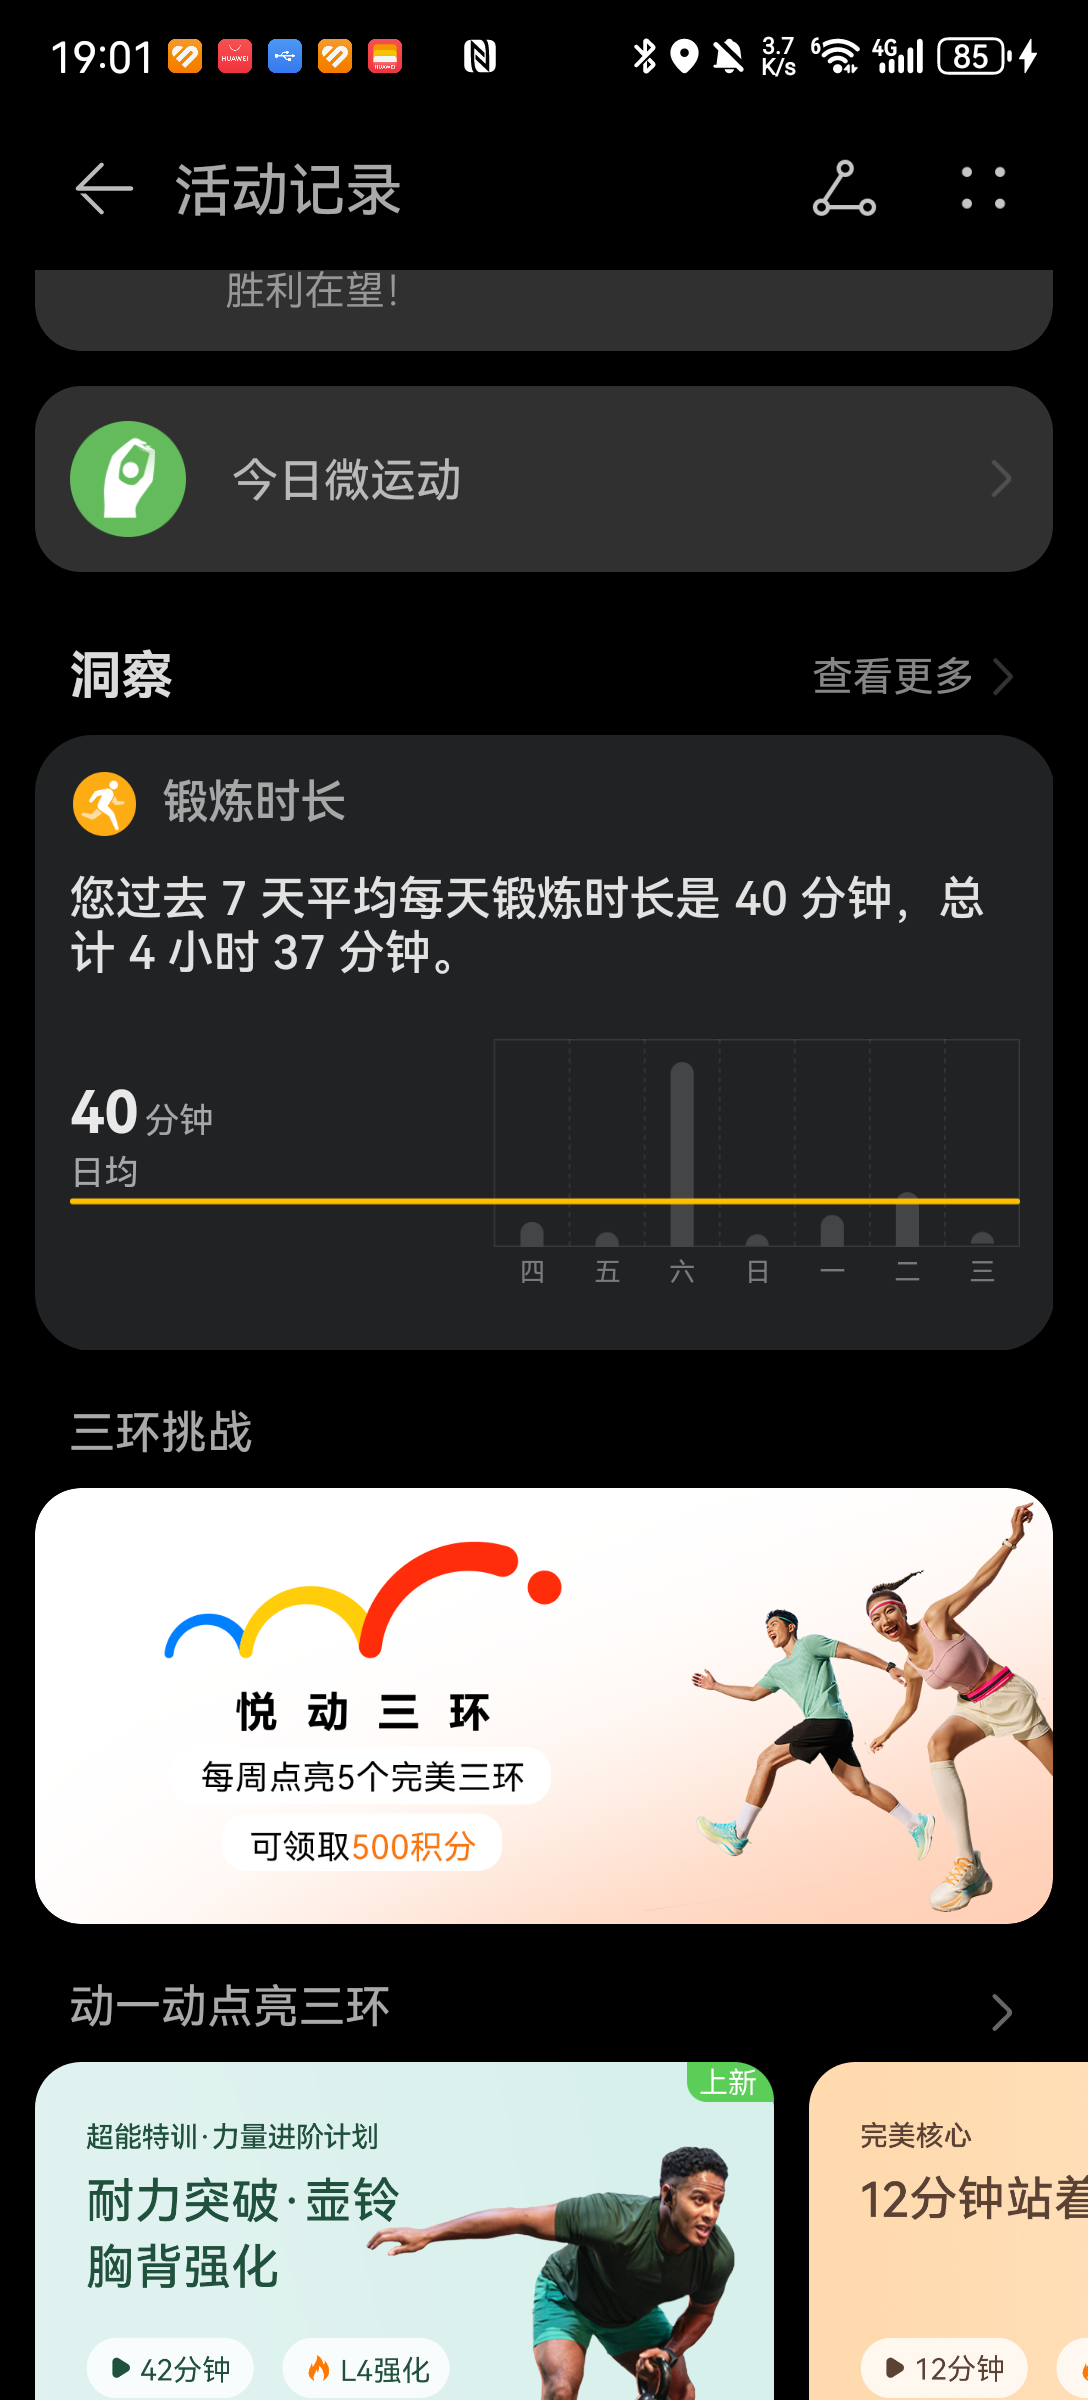 19:01
HUAWEI
HUAWEI
3.7
K/s
6
4G
85
活动记录
胜利在望！
今日微运动
洞察
查看更多
锻炼时长
您过去 7 天平均每天锻炼时长是 40 分钟，总
计 4 小时 37 分钟。
40 分钟
日均
四 五 六 日 一 二 三
三环挑战
悦动三环
每周点亮5个完美三环
可领取500积分
动一动点亮三环
上新
超能特训·力量进阶计划
耐力突破·壶铃
胸背强化
42分钟
L4强化
完美核心
12分钟站着
12分钟